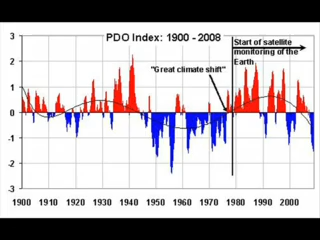 PDO Index: 1900 - 2008
Start of satellite
monitoring of the
Earth
"Great climate shift"
3
2
1
0
-1
-2
-3
1900 1910 1920 1930 1940 1950 1960 1970 1980 1990 2000